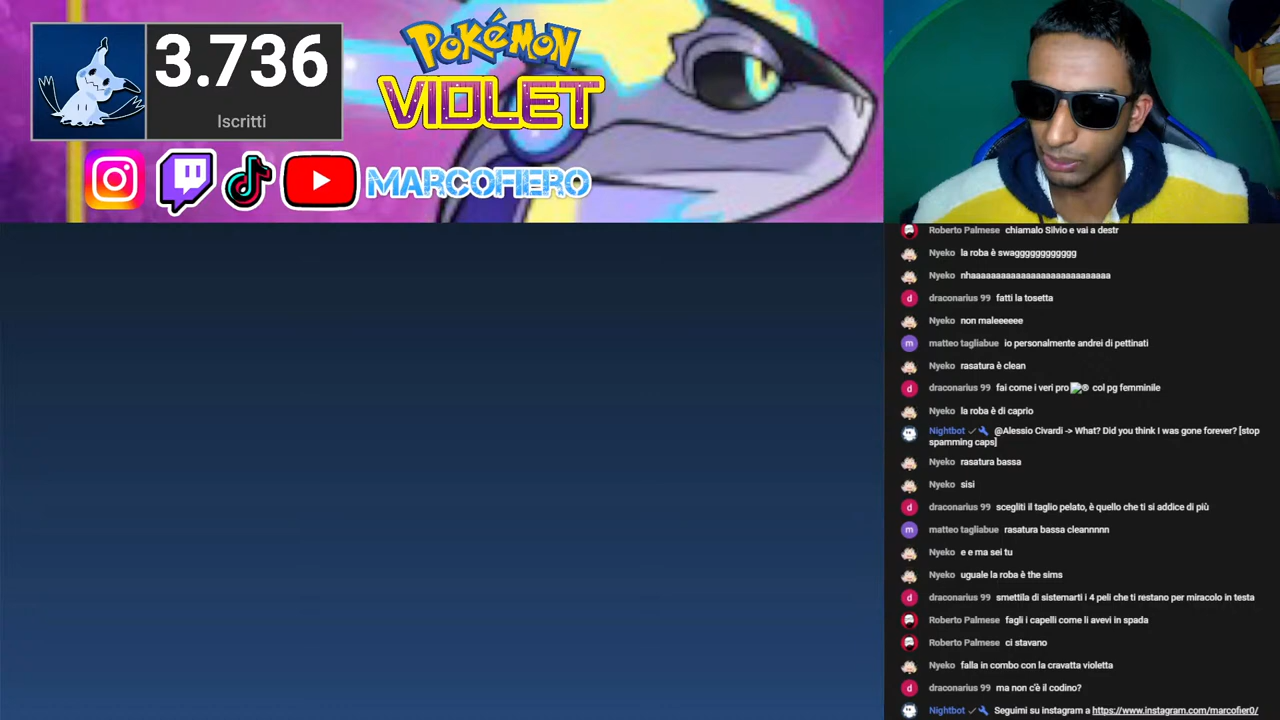 3.736
Iscritti
POKéMON
VIOLET
MARCOFIERO
Roberto Palmese chiamalo Silvio e vai a destr
Nyeko la roba è swaggggggggggg
Nyeko nhaaaaaaaaaaaaaaaaaaaaaaaaaaaa
d draconarius 99 fatti la tosetta
Nyeko non maleeeeee
m matteo tagliabue io personalmente andrei di pettinati
Nyeko rasatura è clean
d draconarius 99 fai come i veri pro ® col pg femminile
Nyeko la roba è di caprio
Nightbot @Alessio Civardi -> What? Did you think I was gone forever? [stop
spamming caps]
Nyeko rasatura bassa
Nyeko sisi
d draconarius 99 scegliti il taglio pelato, è quello che ti si addice di più
m matteo tagliabue rasatura bassa cleannnnn
Nyeko e e ma sei tu
Nyeko uguale la roba è the sims
d draconarius 99 smettila di sistemarti i 4 peli che ti restano per miracolo in testa
Roberto Palmese fagli i capelli come li avevi in spada
Roberto Palmese ci stavano
Nyeko falla in combo con la cravatta violetta
d draconarius 99 ma non c'è il codino?
Nightbot Seguimi su instagram a https://www.instagram.com/marcofier0/